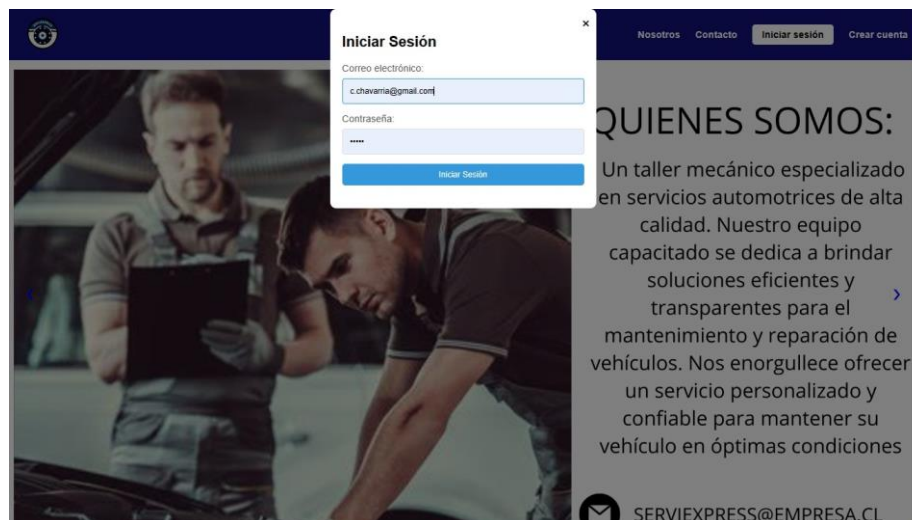 Nosotros Contacto Iniciar sesión Crear cuenta
×
Iniciar Sesión
Correo electrónico:
c.chavarria@gmail.com
Contraseña:
•••••
Iniciar Sesión
QUIENES SOMOS:
Un taller mecánico especializado
en servicios automotrices de alta
calidad. Nuestro equipo
capacitado se dedica a brindar
soluciones eficientes y
transparentes para el
mantenimiento y reparación de
vehículos. Nos enorgullece ofrecer
un servicio personalizado y
confiable para mantener su
vehículo en óptimas condiciones
SERVIEXPRESS@EMPRESA.CL